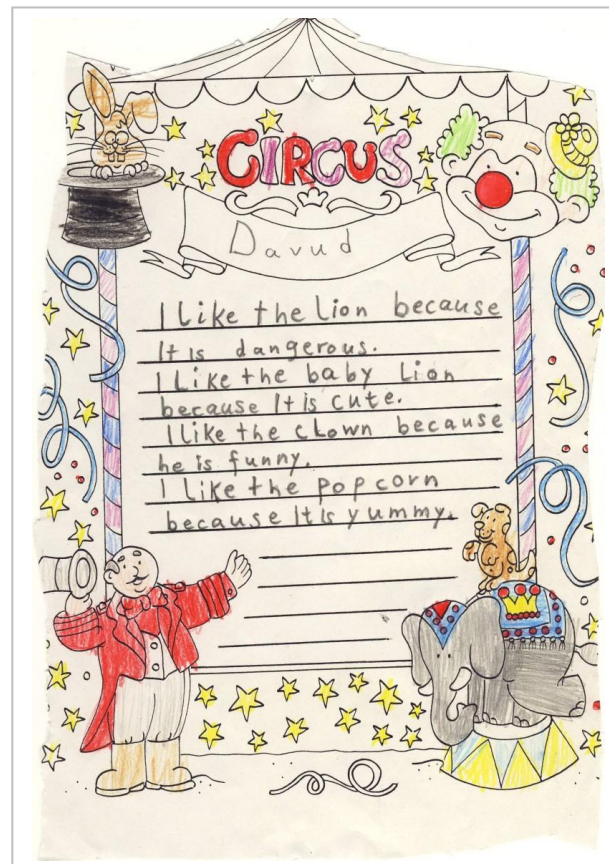 CIRCUS
Davud
I Like the Lion because
It is dangerous.
I Like the baby Lion
because It is cute.
I like the cLown because
he is funny.
I Like the popcorn
because It is yummy.